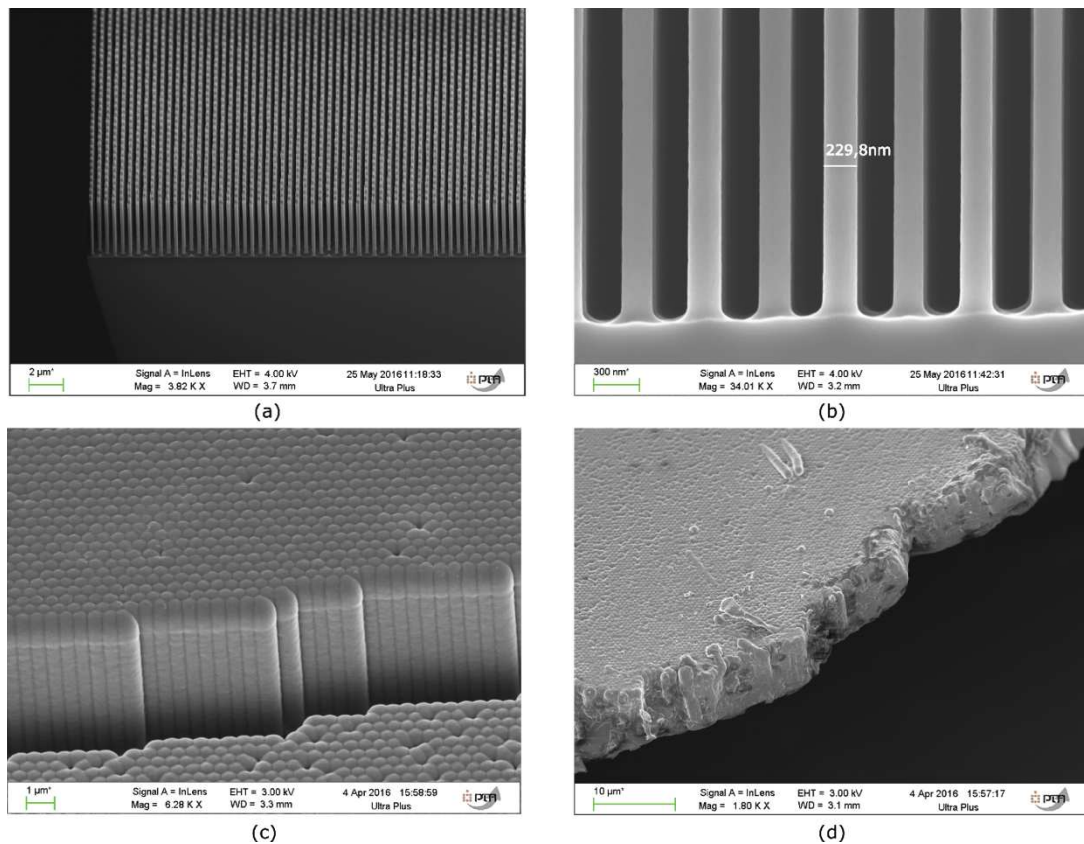 229,8nm
2 µm*
Signal A = InLens EHT = 4.00 kV 25 May 2016 11:18:33
Mag = 3.82 K X WD = 3.7 mm Ultra Plus
PTA
(a)
300 nm*
Signal A = InLens EHT = 4.00 kV 25 May 2016 11:42:31
Mag = 34.01 K X WD = 3.2 mm Ultra Plus
PTA
(b)
1 µm*
Signal A = InLens EHT = 3.00 kV 4 Apr 2016 15:58:59
Mag = 6.28 K X WD = 3.3 mm Ultra Plus
PTA
(c)
10 µm*
Signal A = InLens EHT = 3.00 kV 4 Apr 2016 15:57:17
Mag = 1.80 K X WD = 3.1 mm Ultra Plus
PTA
(d)